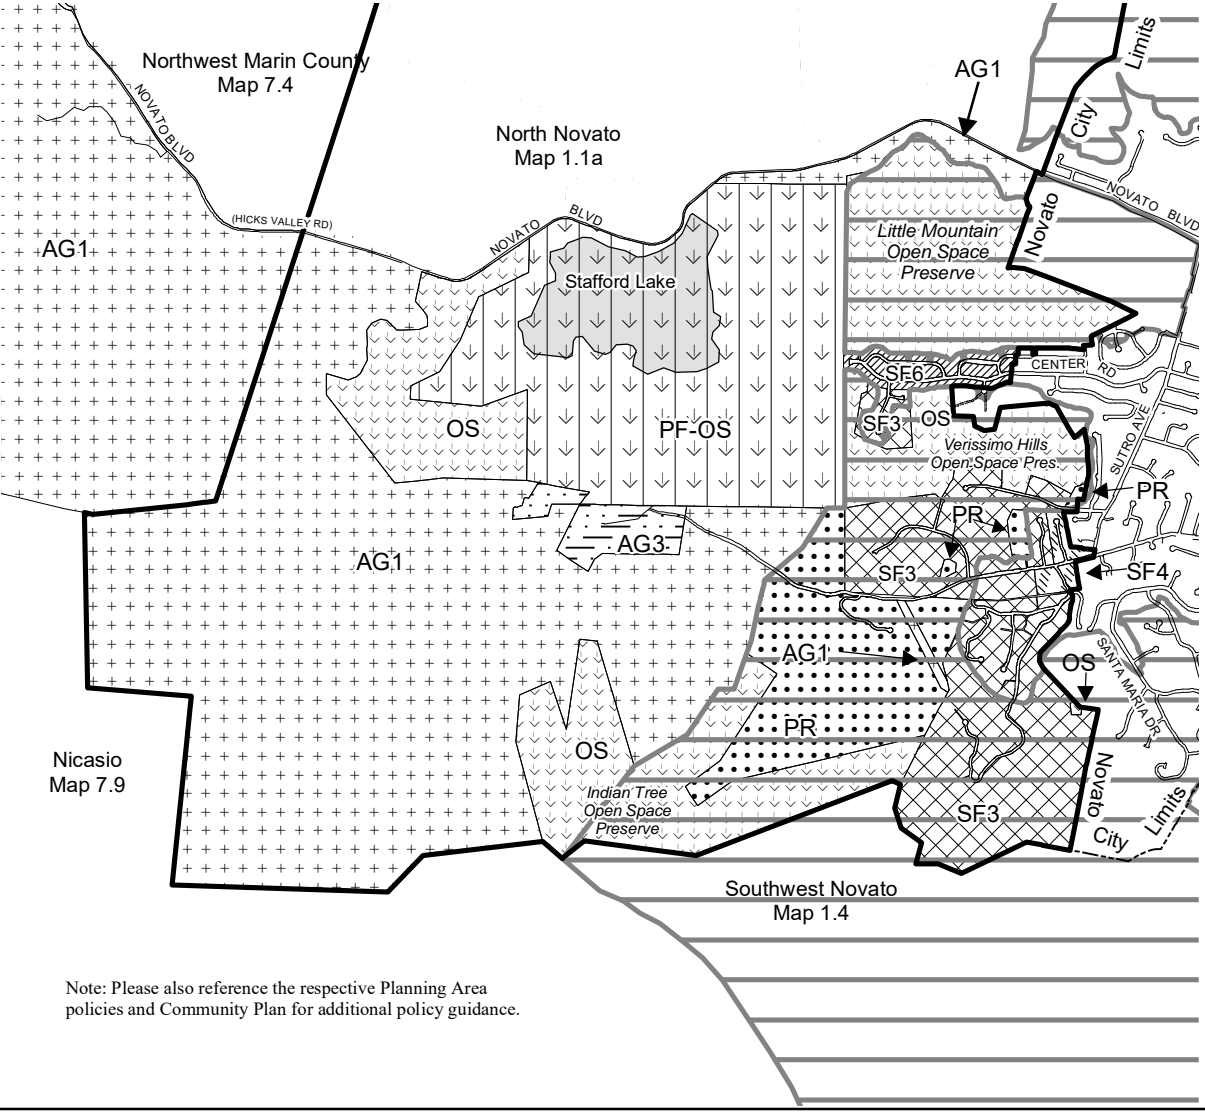 Northwest Marin County
Map 7.4
NOVATO BLVD
AG1
Limits
City
North Novato
Map 1.1a
NOVATO BLVD
(HICKS VALLEY RD)
AG1
NOVATO BLVD
Novato
Little Mountain
Open Space
Preserve
Stafford Lake
CENTER RD
SF6
SF3
OS
OS
PF-OS
Verissimo Hills
Open Space Pres.
SUTRO AVE
PR
PR
AG3
AG1
SF3
SF4
AG1
OS
SANTA MARIA DR
PR
OS
Nicasio
Map 7.9
Indian Tree
Open Space
Preserve
SF3
Novato
City
Limits
Southwest Novato
Map 1.4
Note: Please also reference the respective Planning Area
policies and Community Plan for additional policy guidance.